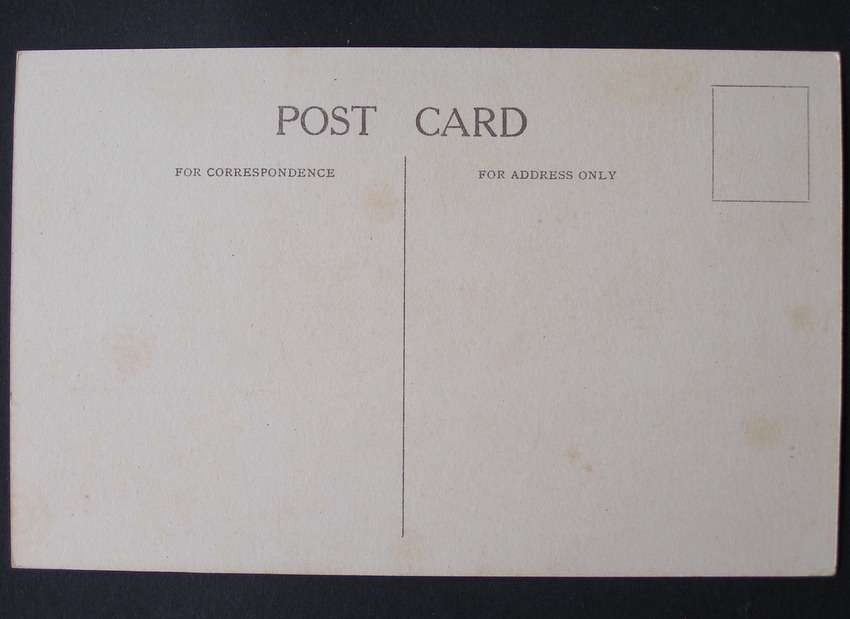 POST CARD
FOR CORRESPONDENCE
FOR ADDRESS ONLY